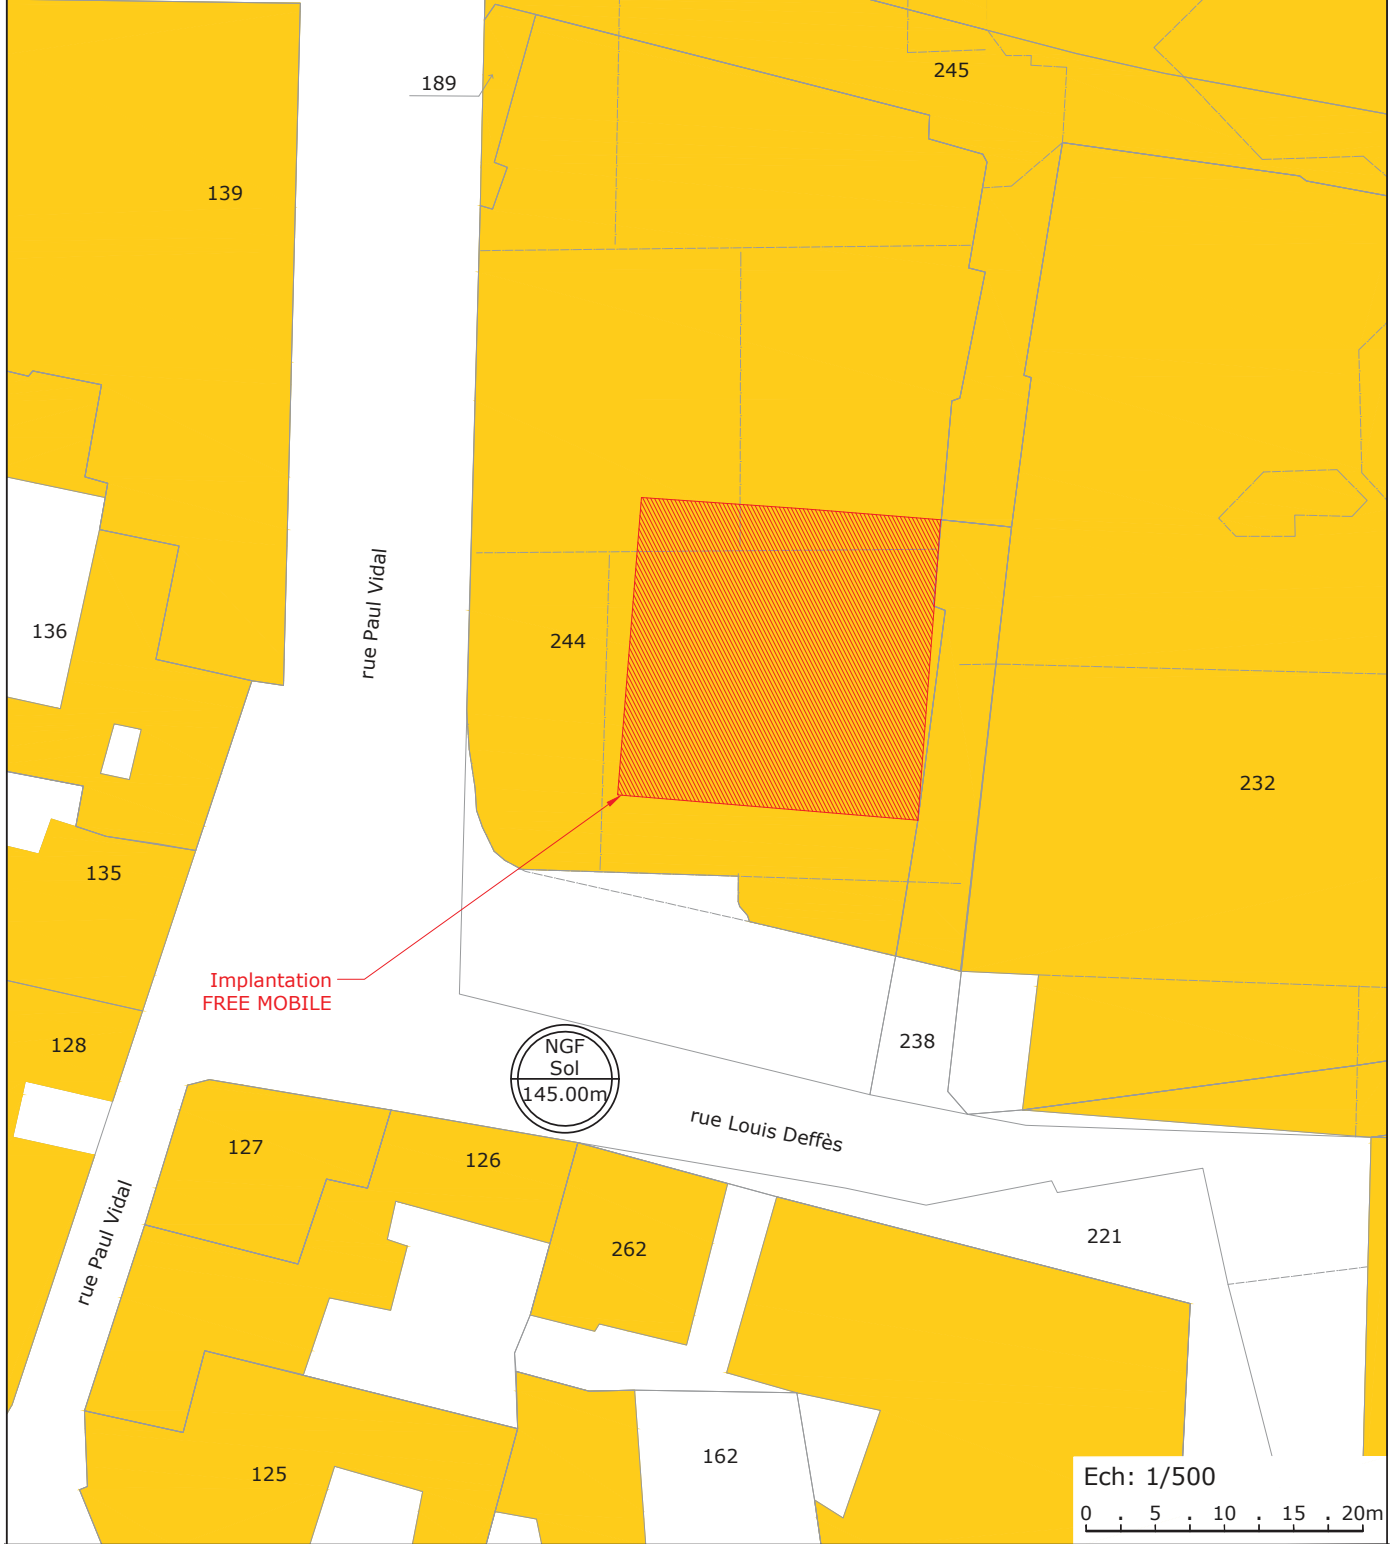 245
189
139
rue Paul Vidal
136
244
232
135
Implantation
FREE MOBILE
128
238
NGF
Sol
145.00m
rue Louis Deffès
127
126
rue Paul Vidal
262
221
162
125
Ech: 1/500
0 5 10 15 20m